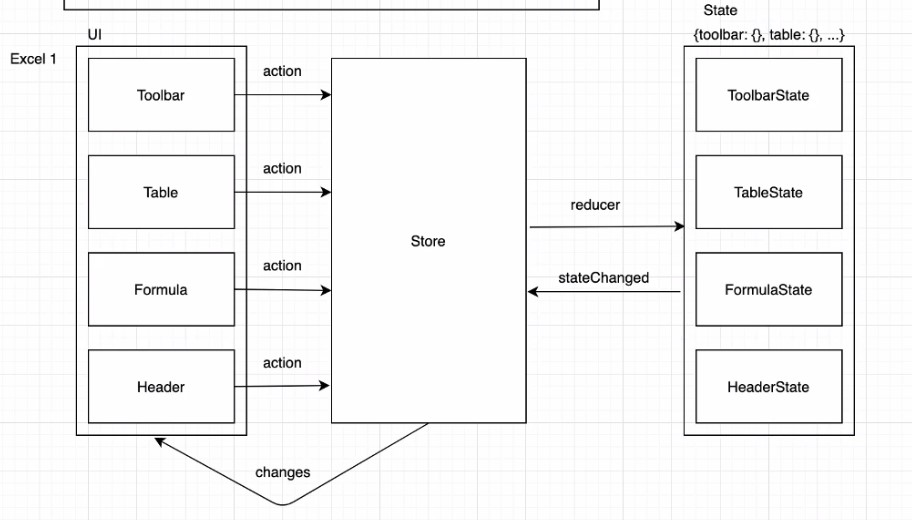 State
UI
{toolbar: {}, table: {}, ...}
Excel 1
action
Toolbar
ToolbarState
action
Table
TableState
reducer
Store
action
stateChanged
Formula
FormulaState
action
Header
HeaderState
changes